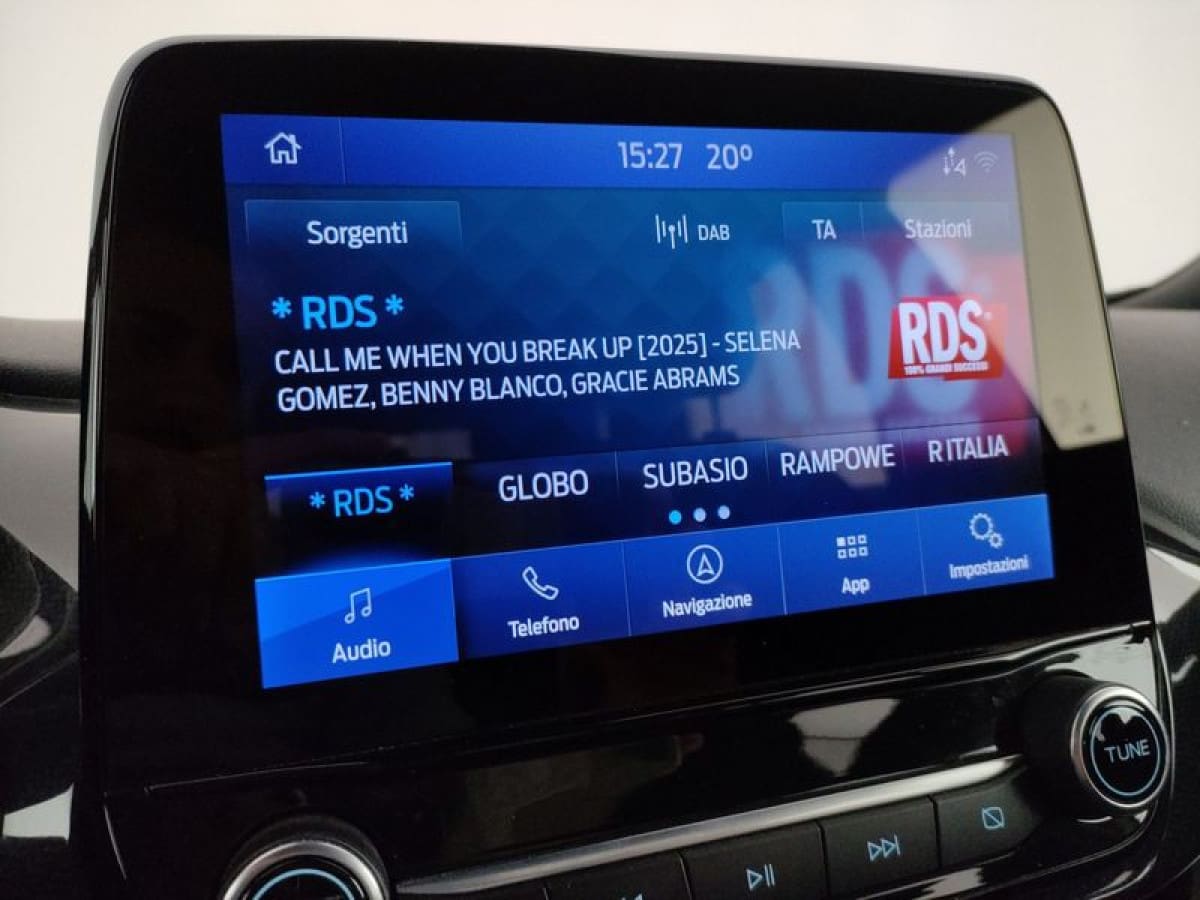 15:27 20º
Sorgenti DAB TA Stazioni
* RDS *
CALL ME WHEN YOU BREAK UP [2025] - SELENA
GOMEZ, BENNY BLANCO, GRACIE ABRAMS
RDS
100% GRANDI SUCCESSI
* RDS * GLOBO SUBASIO RAMPOWE R ITALIA
Audio Telefono Navigazione App Impostazioni
TUNE